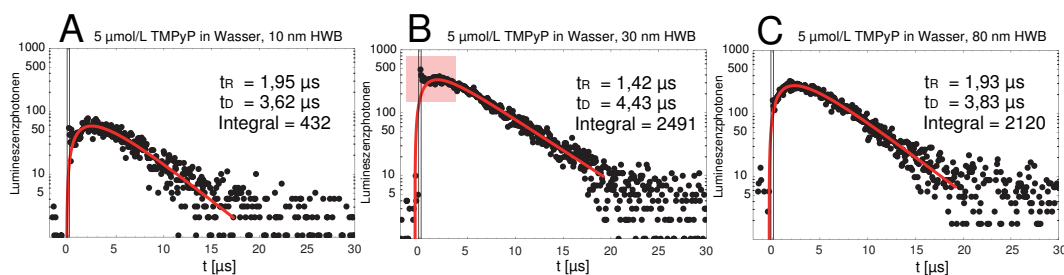 A
5 µmol/L TMPyP in Wasser, 10 nm HWB
Lumineszenzphotonen
1000
500
100
50
10
5
tR = 1,95 µs
tD = 3,62 µs
Integral = 432
0 5 10 15 20 25 30
t [µs]
B
5 µmol/L TMPyP in Wasser, 30 nm HWB
Lumineszenzphotonen
1000
500
100
50
10
5
tR = 1,42 µs
tD = 4,43 µs
Integral = 2491
0 5 10 15 20 25 30
t [µs]
C
5 µmol/L TMPyP in Wasser, 80 nm HWB
Lumineszenzphotonen
1000
500
100
50
10
5
tR = 1,93 µs
tD = 3,83 µs
Integral = 2120
0 5 10 15 20 25 30
t [µs]